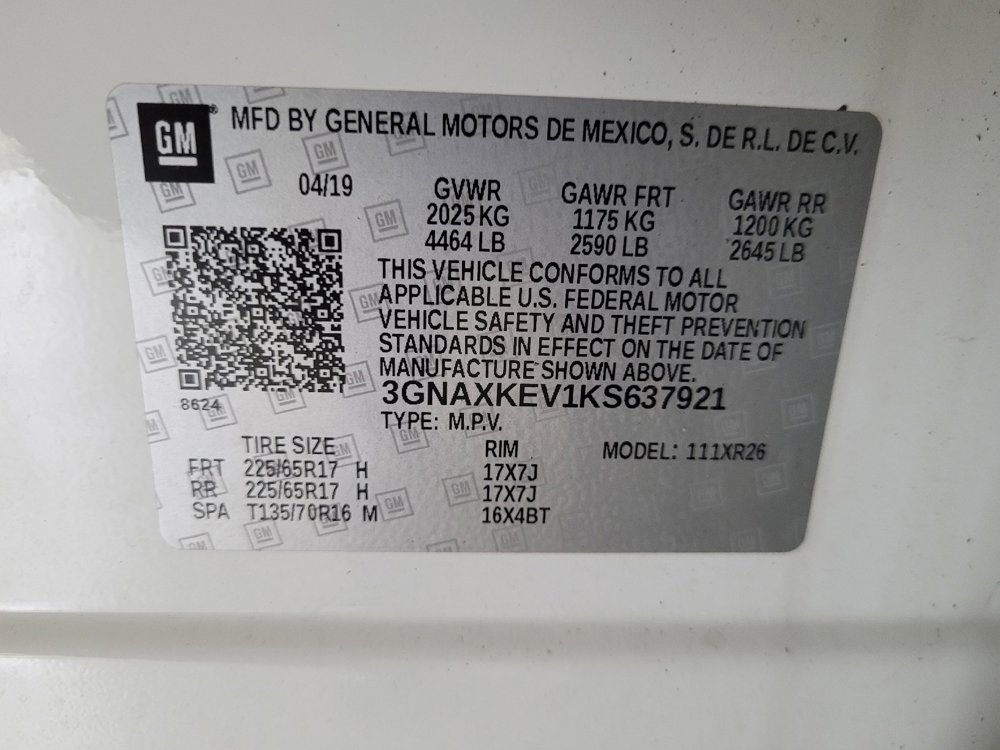 GM
MFD BY GENERAL MOTORS DE MEXICO, S. DE R.L. DE C.V.
04/19
GVWR GAWR FRT GAWR RR
2025 KG 1175 KG 1200 KG
4464 LB 2590 LB 2645 LB
THIS VEHICLE CONFORMS TO ALL
APPLICABLE U.S. FEDERAL MOTOR
VEHICLE SAFETY AND THEFT PREVENTION
STANDARDS IN EFFECT ON THE DATE OF
MANUFACTURE SHOWN ABOVE.
8624
3GNAXKEV1KS637921
TYPE: M.P.V.
TIRE SIZE RIM MODEL: 111XR26
FRT 225/65R17 H 17X7J
RR 225/65R17 H 17X7J
SPA T135/70R16 M 16X4BT